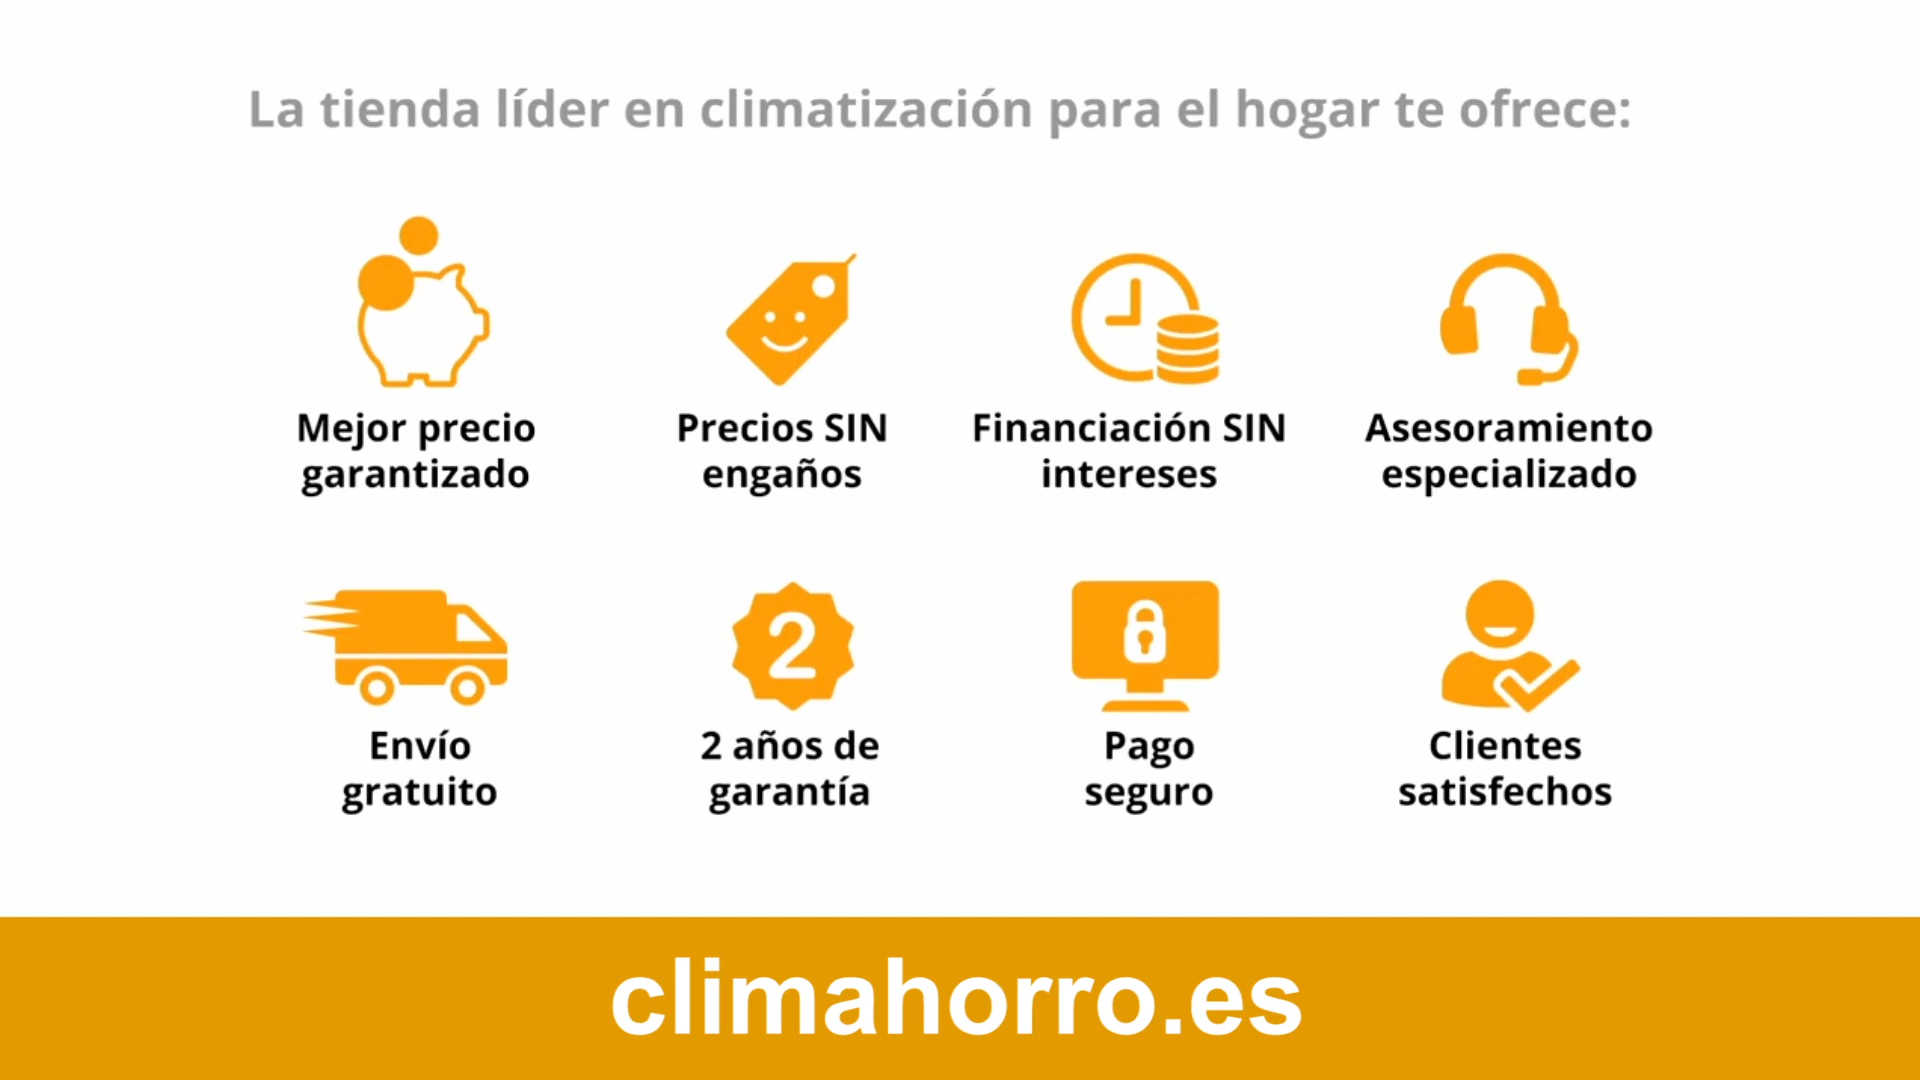 La tienda líder en climatización para el hogar te ofrece:
Mejor precio
garantizado
Precios SIN
engaños
Financiación SIN
intereses
Asesoramiento
especializado
Envío
gratuito
2
2 años de
garantía
Pago
seguro
Clientes
satisfechos
climahorro.es